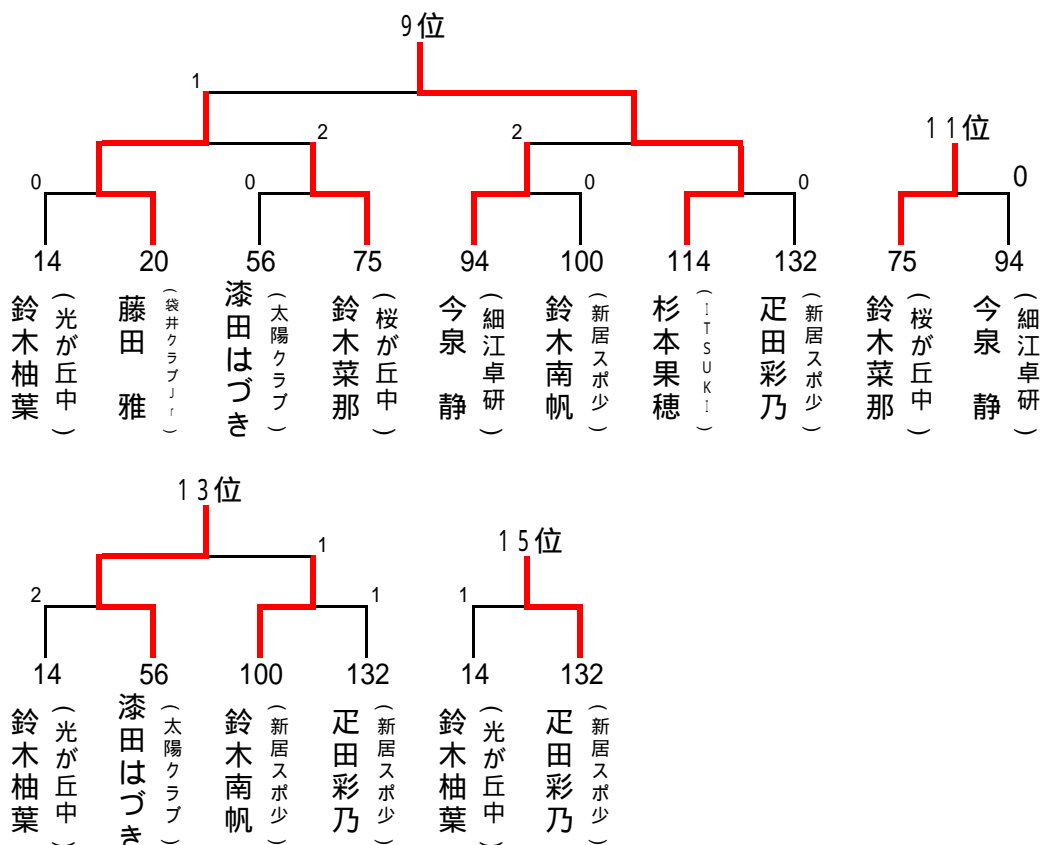 9位
1
11位
2
2
0
0
0
0
0
14
20
56
75
94
100
114
132
75
94
鈴木柚葉
(光が丘中)
藤田 雅
(袋井クラブJr)
漆田はづき
(太陽クラブ)
鈴木菜那
(桜が丘中)
今泉 静
(細江卓研)
鈴木南帆
(新居スポ少)
杉本果穂
(ITSUKI)
疋田彩乃
(新居スポ少)
鈴木菜那
(桜が丘中)
今泉 静
(細江卓研)
13位
1
15位
2
1
1
14
56
100
132
14
132
鈴木柚葉
(光が丘中)
漆田はづき
(太陽クラブ)
鈴木南帆
(新居スポ少)
疋田彩乃
(新居スポ少)
鈴木柚葉
(光が丘中)
疋田彩乃
(新居スポ少)